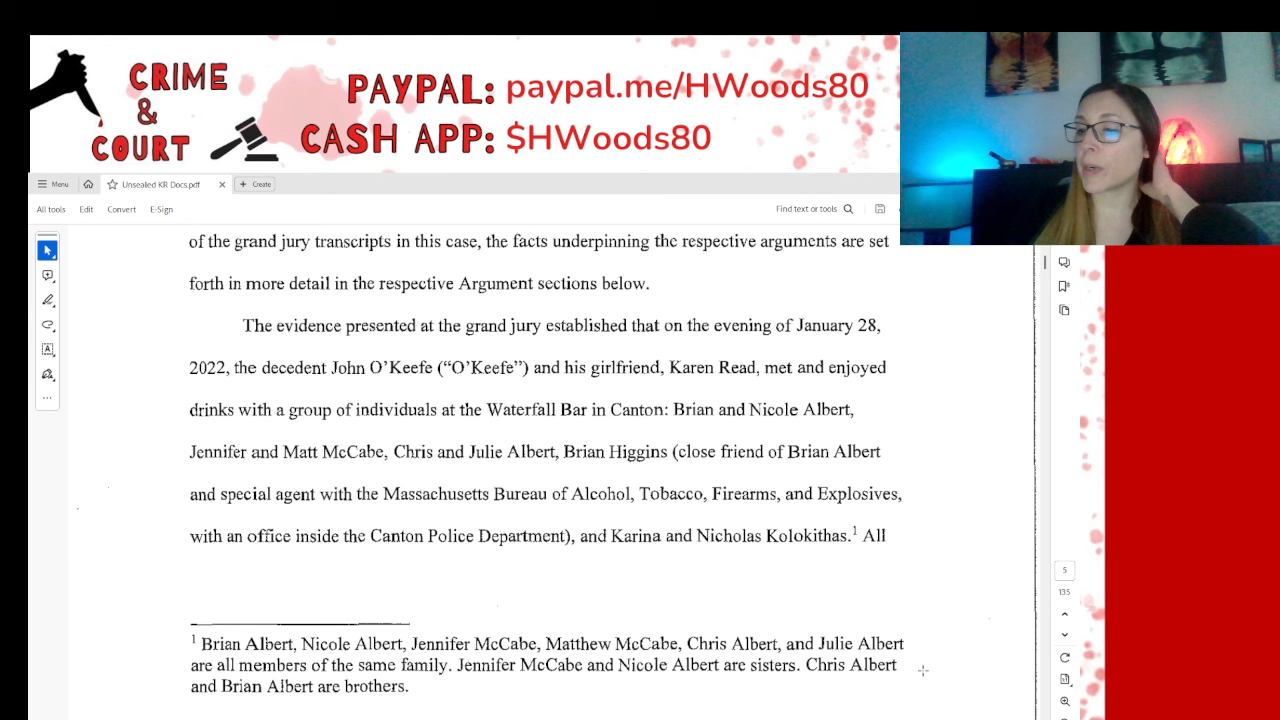 CRIME
&
COURT
PAYPAL: paypal.me/HWoods80
CASH APP: $HWoods80
Menu
Unsealed KR Docs.pdf
Create
All tools Edit Convert E-Sign
Find text or tools
of the grand jury transcripts in this case, the facts underpinning the respective arguments are set
forth in more detail in the respective Argument sections below.
The evidence presented at the grand jury established that on the evening of January 28,
2022, the decedent John O’Keefe (“O’Keefe”) and his girlfriend, Karen Read, met and enjoyed
drinks with a group of individuals at the Waterfall Bar in Canton: Brian and Nicole Albert,
Jennifer and Matt McCabe, Chris and Julie Albert, Brian Higgins (close friend of Brian Albert
and special agent with the Massachusetts Bureau of Alcohol, Tobacco, Firearms, and Explosives,
with an office inside the Canton Police Department), and Karina and Nicholas Kolokithas.1 All
1 Brian Albert, Nicole Albert, Jennifer McCabe, Matthew McCabe, Chris Albert, and Julie Albert
are all members of the same family. Jennifer McCabe and Nicole Albert are sisters. Chris Albert
and Brian Albert are brothers.
5
135